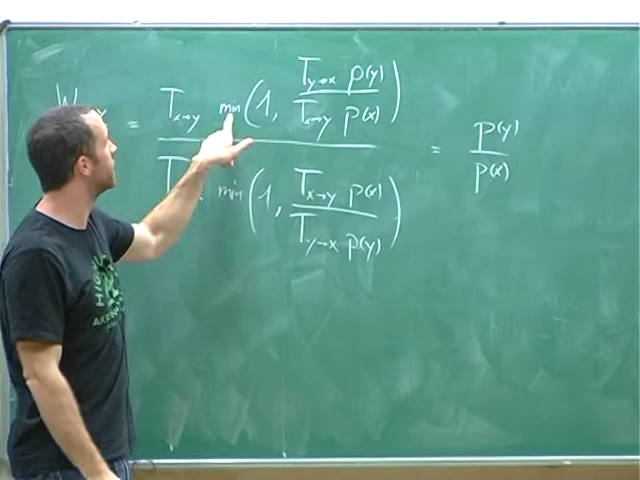 W = T x→y min (1, T y→x p(y) / T x→y p(x))
T x min (1, T x→y p(x) / T y→x p(y))
= p(y) / p(x)